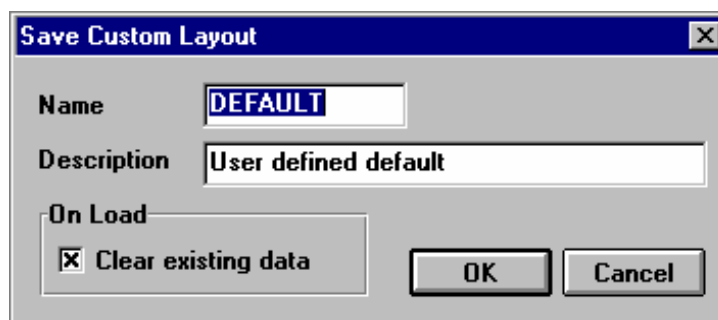 Save Custom Layout
Name DEFAULT
Description User defined default
On Load
Clear existing data
OK Cancel